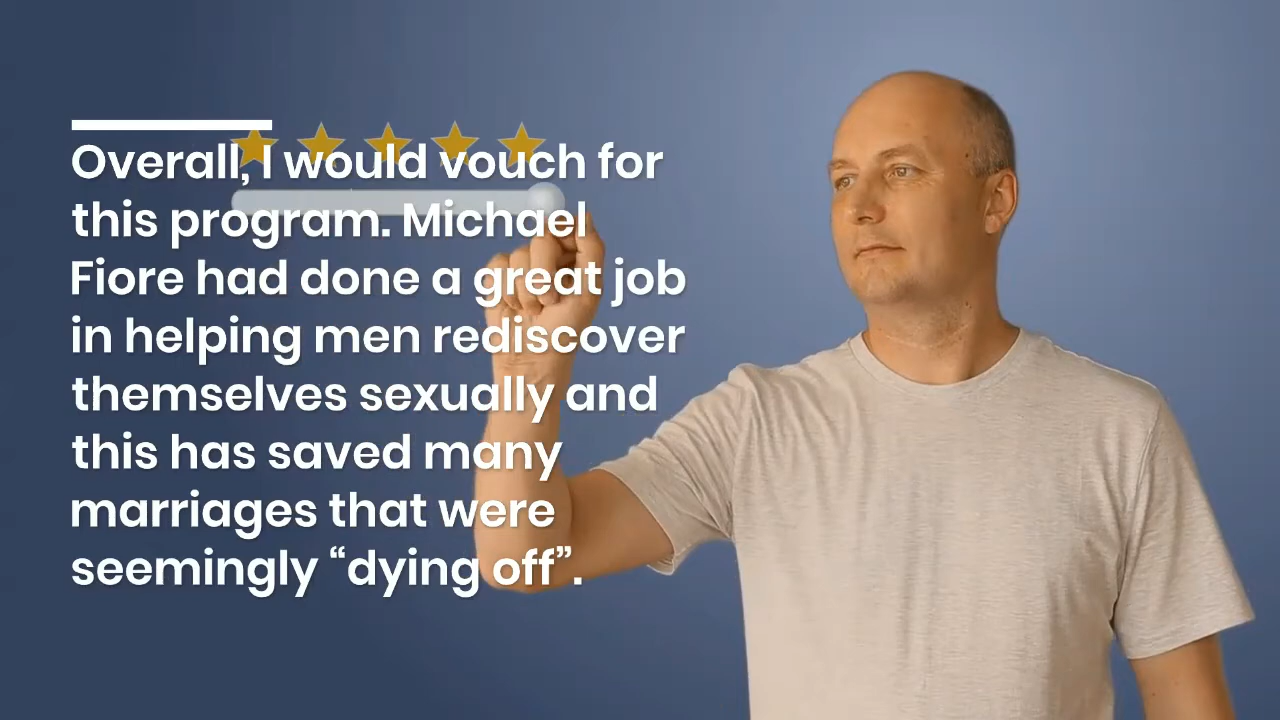 Overall, I would vouch for
this program. Michael
Fiore had done a great job
in helping men rediscover
themselves sexually and
this has saved many
marriages that were
seemingly “dying off”.